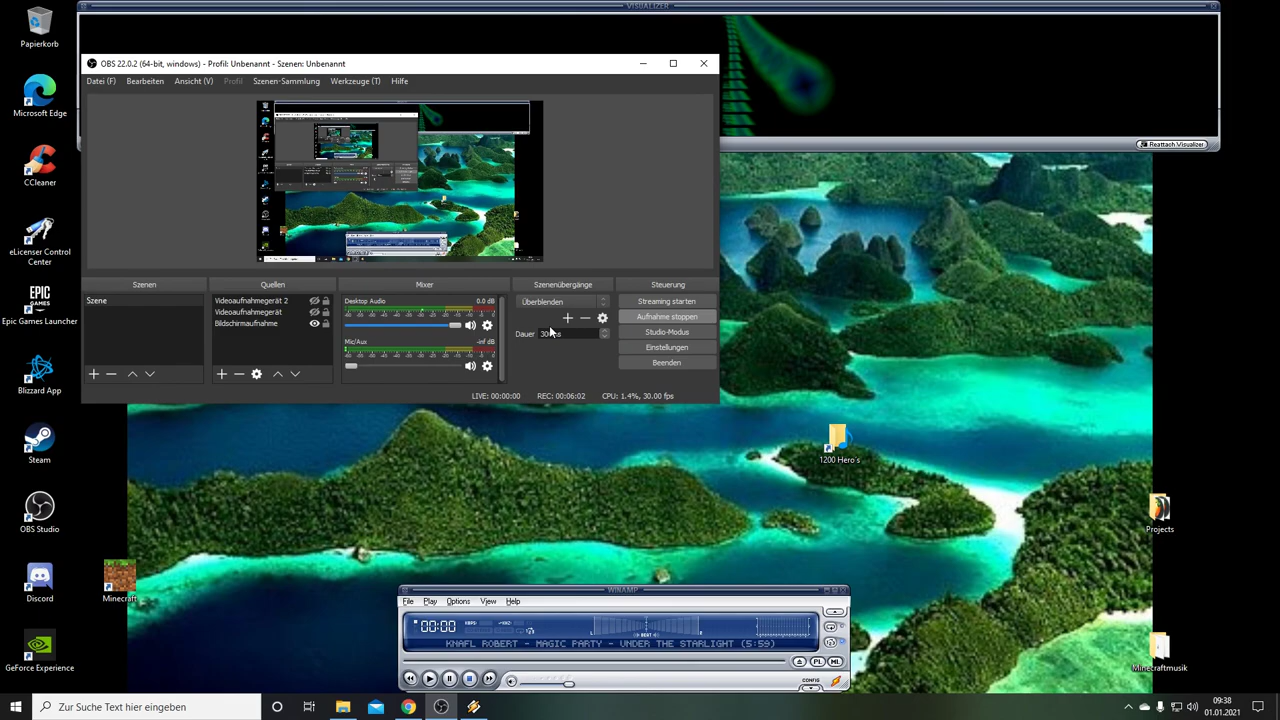 VISUALIZER
Papierkorb
Microsoft Edge
CCleaner
eLicenser Control
Center
Epic Games Launcher
EPIC
GAMES
Blizzard App
Steam
OBS Studio
Discord
Minecraft
GeForce Experience
OBS 22.0.2 (64-bit, windows) - Profil: Unbenannt - Szenen: Unbenannt
Datei (F) Bearbeiten Ansicht (V) Profil Szenen-Sammlung Werkzeuge (T) Hilfe
Szenen Quellen Mixer Szenenübergänge Steuerung
Szene
Videoaufnahmegerät 2
Videoaufnahmegerät
Bildschirmaufnahme
Desktop Audio 0.0 dB
Mic/Aux -inf dB
Überblenden
Dauer
Streaming starten
Aufnahme stoppen
Studio-Modus
Einstellungen
Beenden
LIVE: 00:00:00 REC: 00:06:02 CPU: 1.4%, 30.00 fps
Reattach Visualizer
1200 Hero's
Projects
Minecraftmusik
WINAMP
File Play Options View Help
00:00
KBPS KHZ
L BEAT R
KNAFL ROBERT - MAGIC PARTY - UNDER THE STARLIGHT (5:59)
PL ML
CONFIG
Zur Suche Text hier eingeben
09:38
01.01.2021